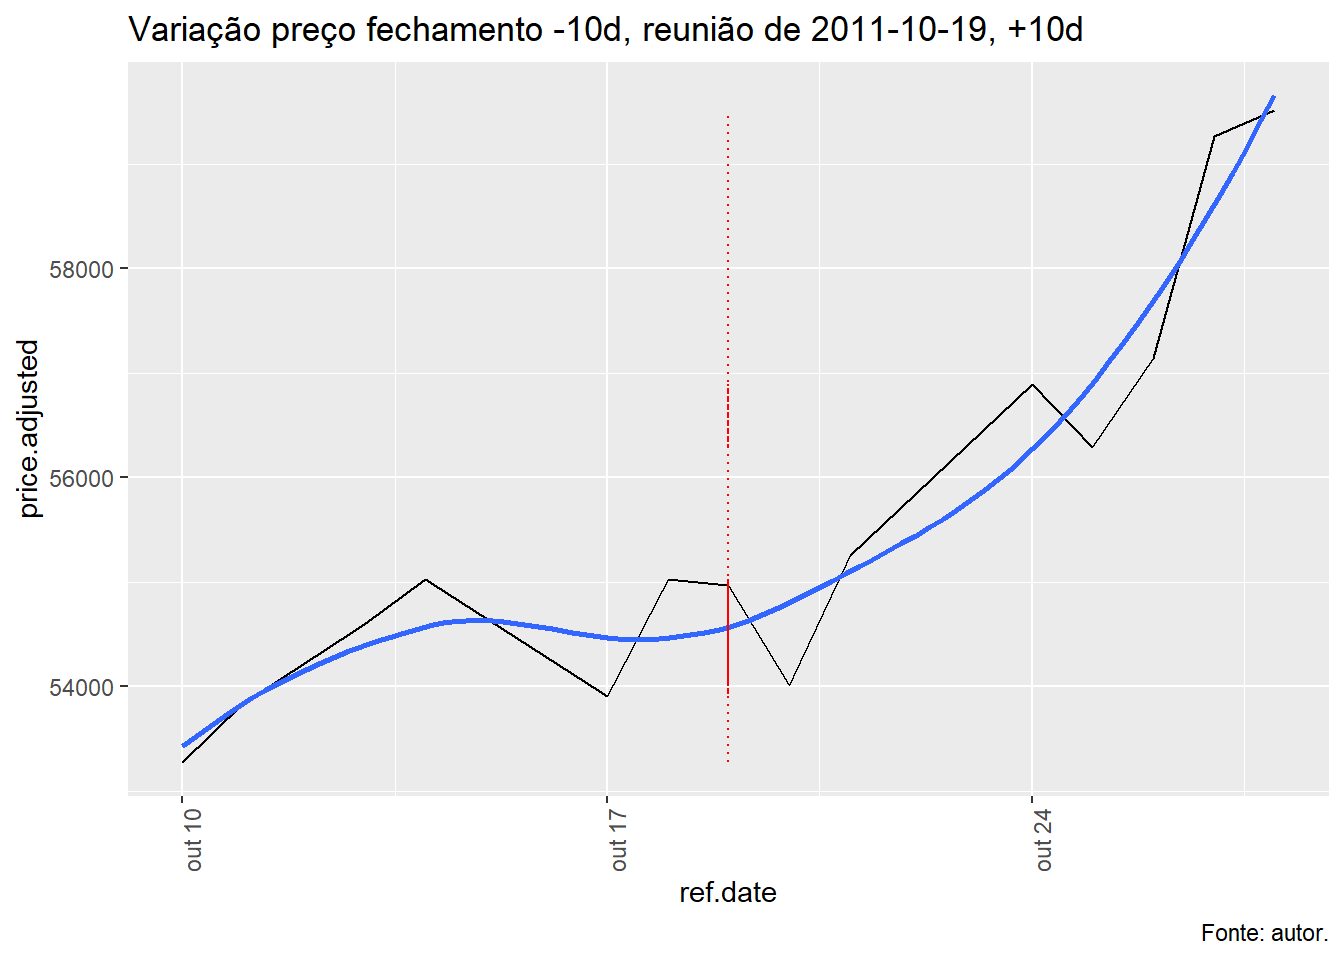 Variação preço fechamento -10d, reunião de 2011-10-19, +10d
price.adjusted
58000
56000
54000
out 10
out 17
out 24
ref.date
Fonte: autor.